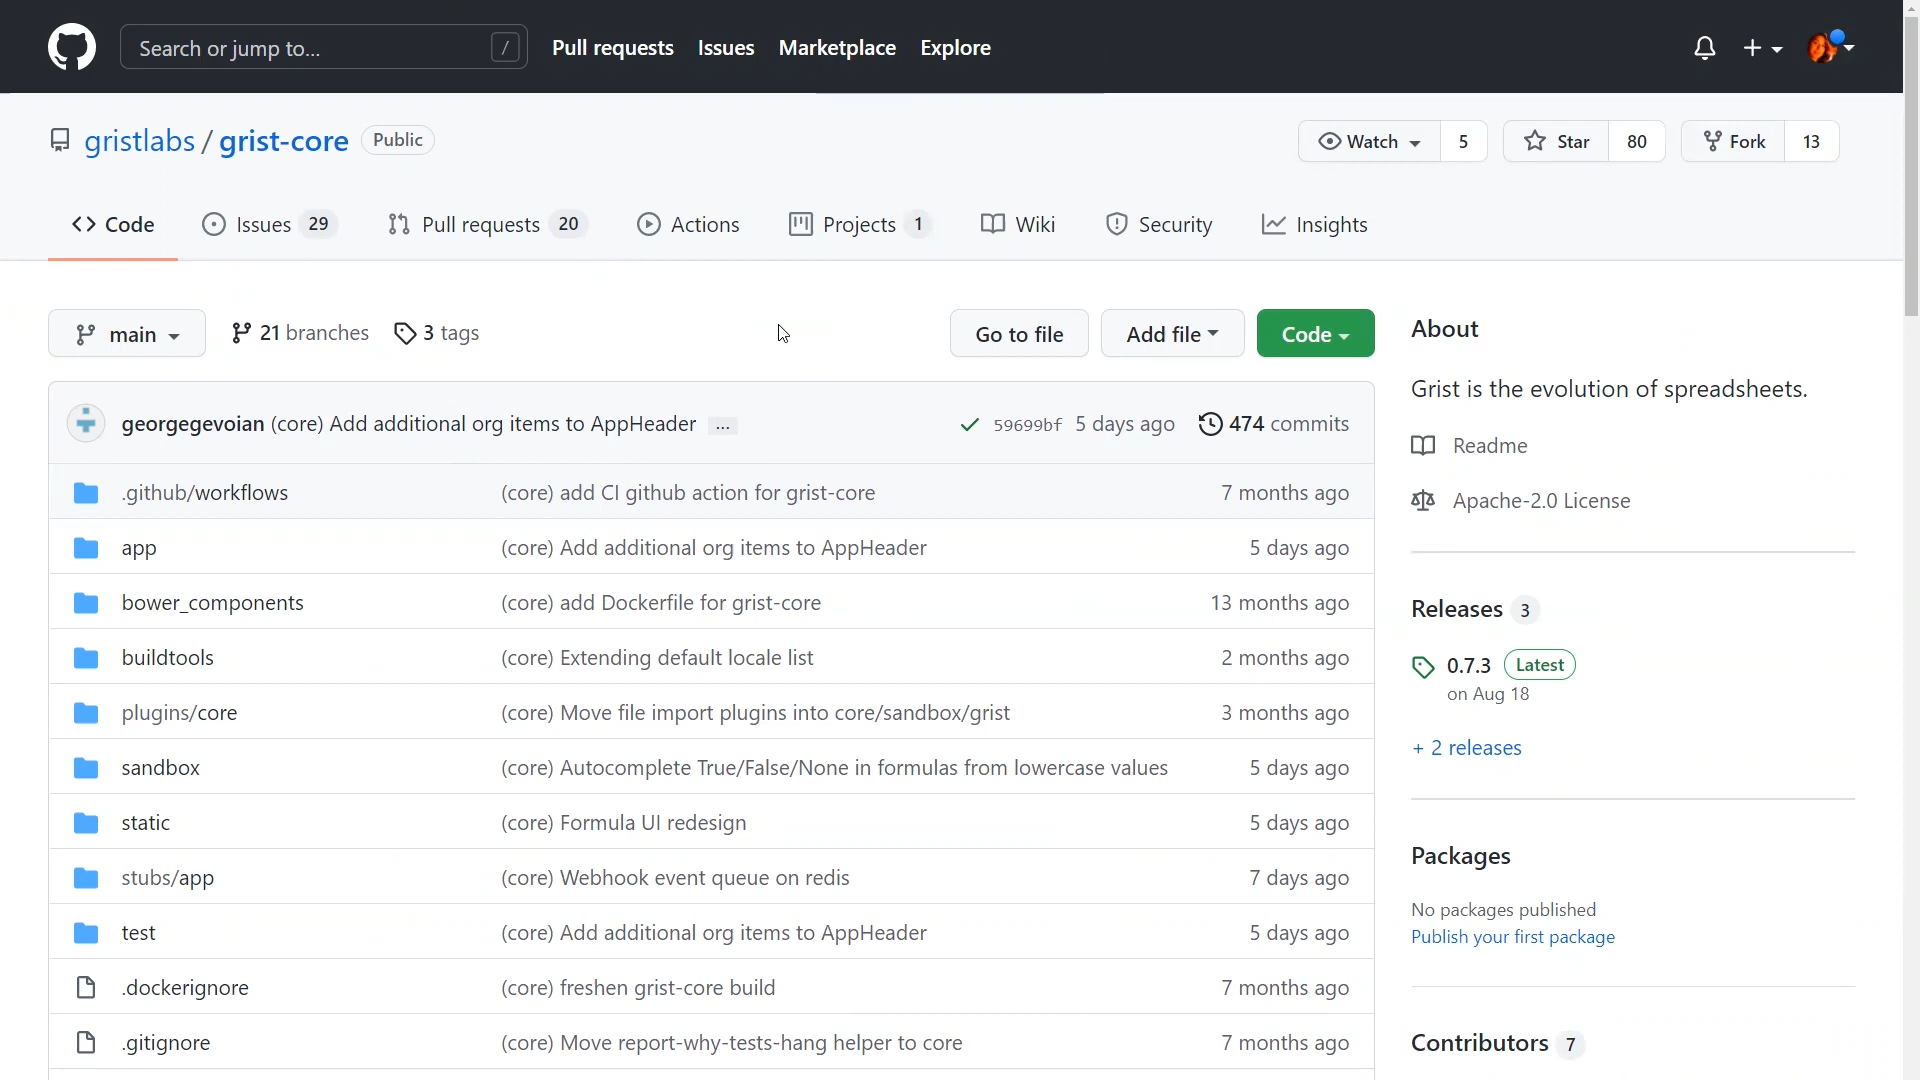 Search or jump to... /
Pull requests Issues Marketplace Explore
gristlabs / grist-core Public
Watch 5 Star 80 Fork 13
Code Issues 29 Pull requests 20 Actions Projects 1 Wiki Security Insights
main 21 branches 3 tags Go to file Add file Code
georgegevoian (core) Add additional org items to AppHeader ... 59699bf 5 days ago 474 commits
.github/workflows (core) add CI github action for grist-core 7 months ago
app (core) Add additional org items to AppHeader 5 days ago
bower_components (core) add Dockerfile for grist-core 13 months ago
buildtools (core) Extending default locale list 2 months ago
plugins/core (core) Move file import plugins into core/sandbox/grist 3 months ago
sandbox (core) Autocomplete True/False/None in formulas from lowercase values 5 days ago
static (core) Formula UI redesign 5 days ago
stubs/app (core) Webhook event queue on redis 7 days ago
test (core) Add additional org items to AppHeader 5 days ago
.dockerignore (core) freshen grist-core build 7 months ago
.gitignore (core) Move report-why-tests-hang helper to core 7 months ago
About
Grist is the evolution of spreadsheets.
Readme
Apache-2.0 License
Releases 3
0.7.3 Latest
on Aug 18
+ 2 releases
Packages
No packages published
Publish your first package
Contributors 7